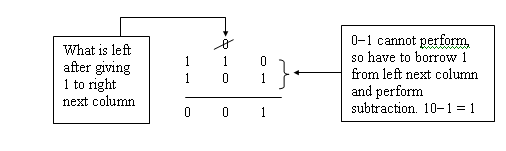 What is left
after giving
1 to right
next column
0
1 1 0
1 0 1
0 0 1
0–1 cannot perform,
so have to borrow 1
from left next column
and perform
subtraction. 10–1 = 1